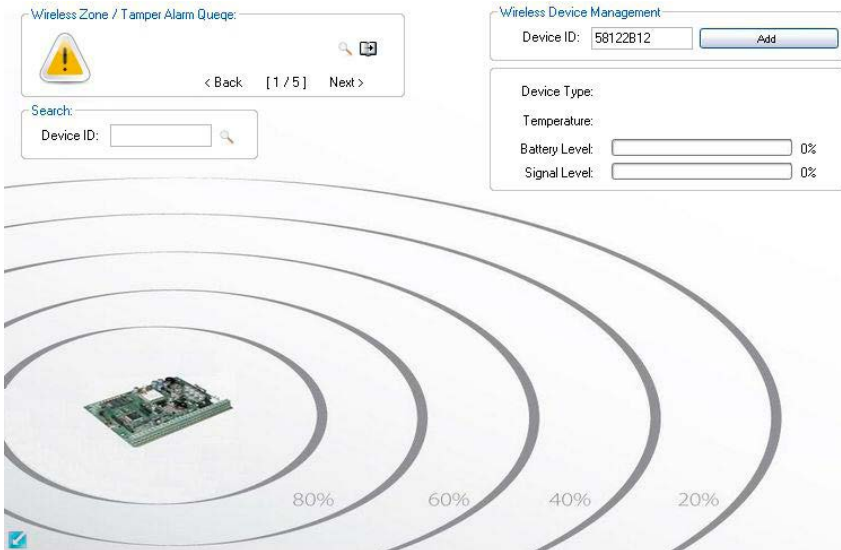 Wireless Zone / Tamper Alarm Queqe:
< Back [ 1 / 5 ] Next >
Search:
Device ID:
Wireless Device Management
Device ID: 58122B12 Add
Device Type:
Temperature:
Battery Level: 0%
Signal Level: 0%
80% 60% 40% 20%